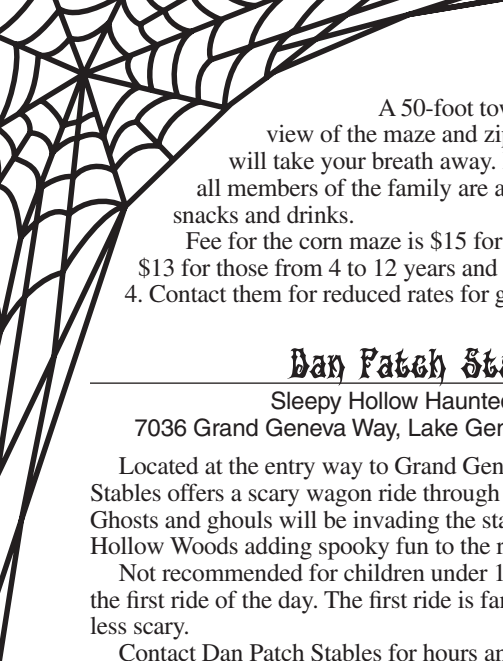 A 50-foot tow
view of the maze and zip
will take your breath away.
all members of the family are a
snacks and drinks.
Fee for the corn maze is $15 for
$13 for those from 4 to 12 years and
4. Contact them for reduced rates for g
Dan Patch Sta
Sleepy Hollow Haunted
7036 Grand Geneva Way, Lake Gen
Located at the entry way to Grand Gen
Stables offers a scary wagon ride through
Ghosts and ghouls will be invading the sta
Hollow Woods adding spooky fun to the r
Not recommended for children under 1
the first ride of the day. The first ride is far
less scary.
Contact Dan Patch Stables for hours an